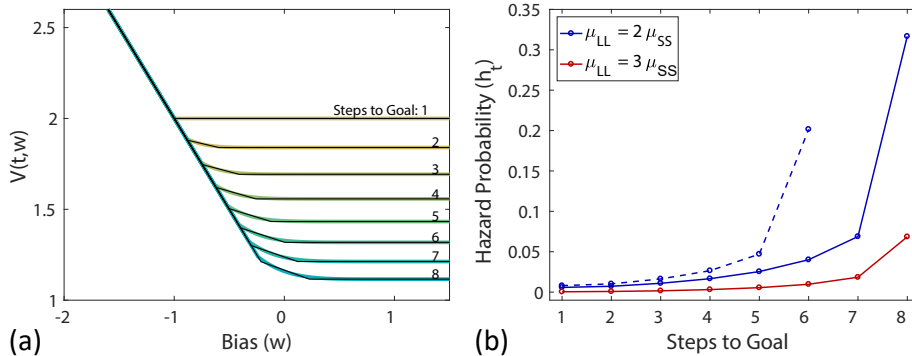 2.5
2
1.5
1
V(t,w)
Steps to Goal: 1
2
3
4
5
6
7
8
-2
-1
0
1
Bias (w)
(a)
0.35
0.3
0.25
0.2
0.15
0.1
0.05
0
Hazard Probability (h_t)
μ_LL = 2 μ_SS
μ_LL = 3 μ_SS
1 2 3 4 5 6 7 8
Steps to Goal
(b)